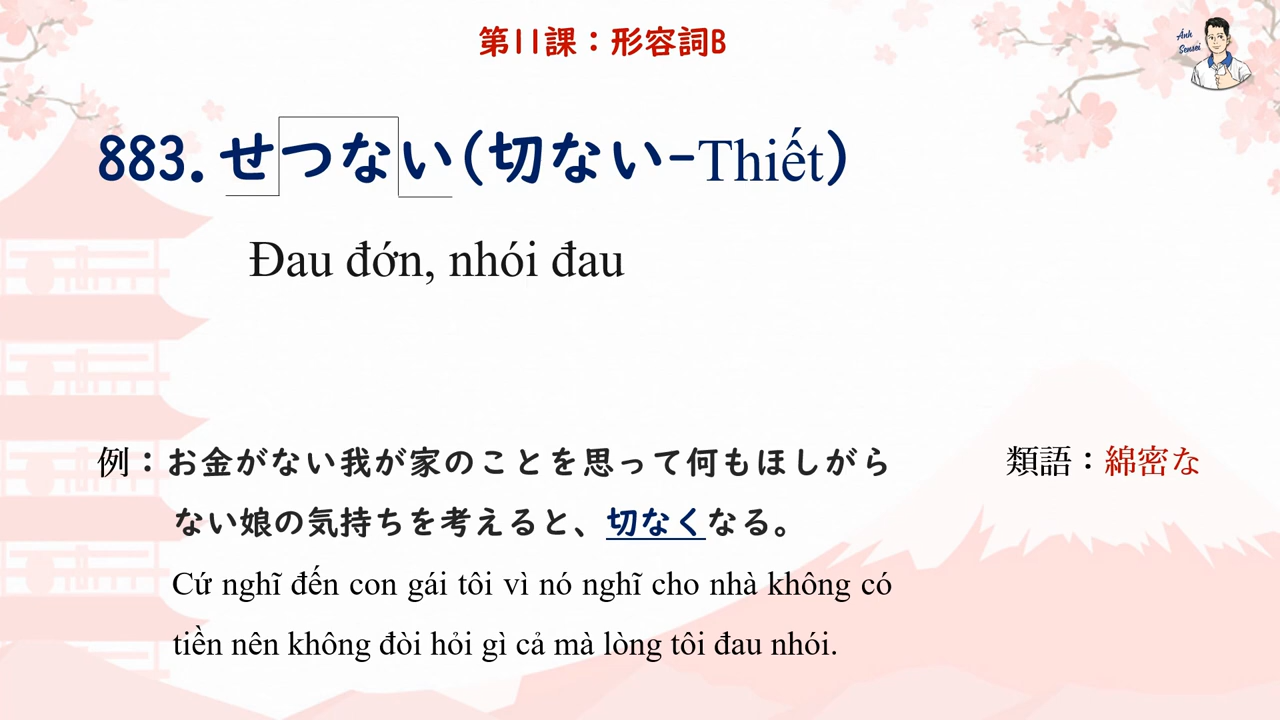 第11課：形容詞B
Anh
Sensei
883. せつない(切ない-Thiết)
Đau đớn, nhói đau
例：お金がない我が家のことを思って何もほしがら
ない娘の気持ちを考えると、切なくなる。
類語：綿密な
Cứ nghĩ đến con gái tôi vì nó nghĩ cho nhà không có
tiền nên không đòi hỏi gì cả mà lòng tôi đau nhói.